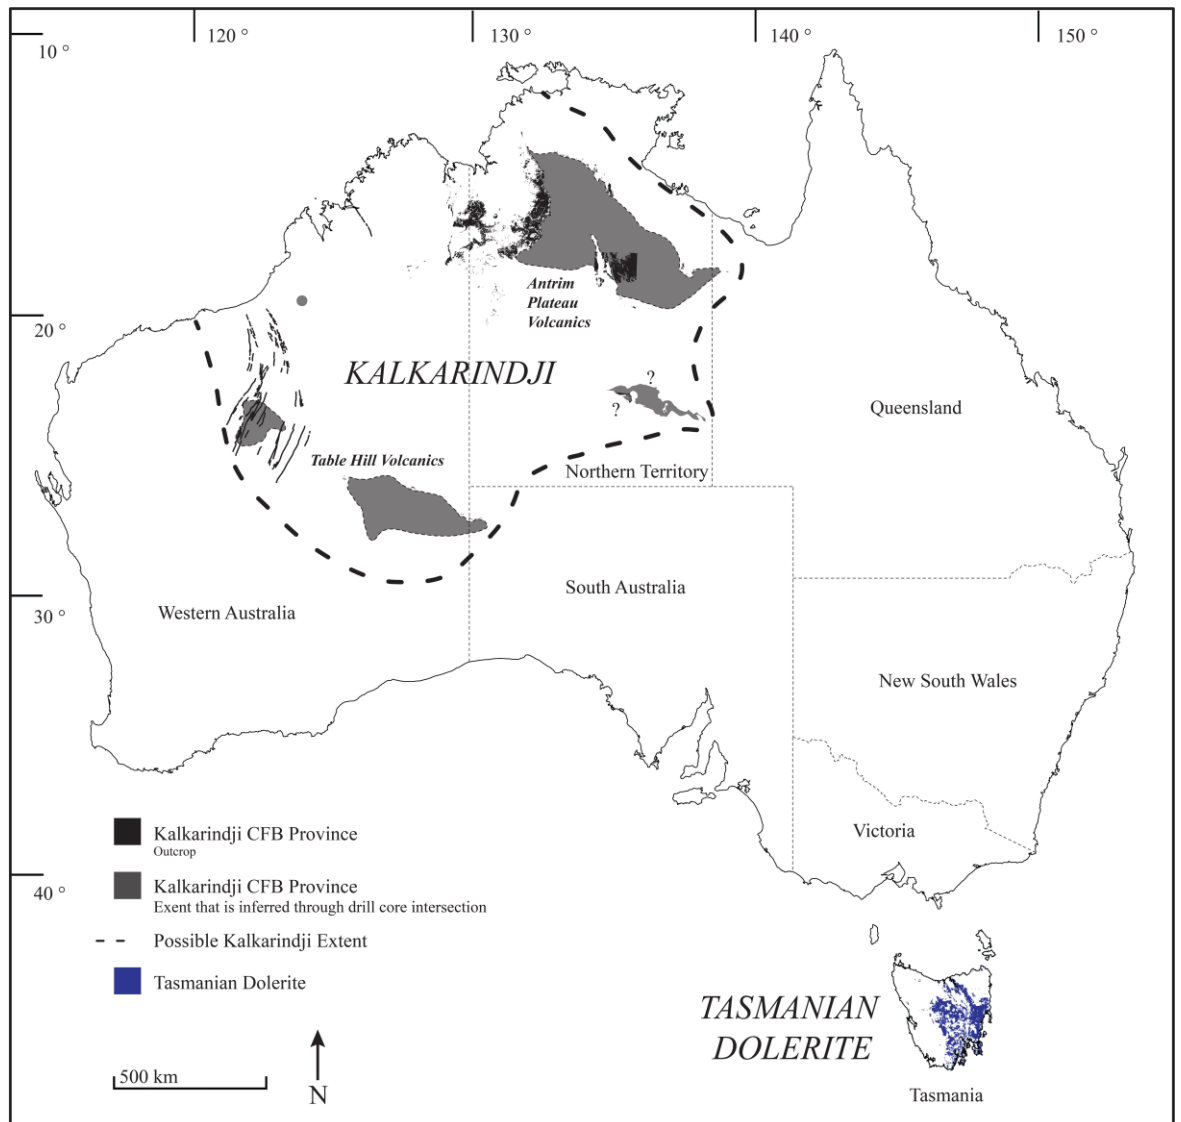 120 °
130 °
140 °
150 °
10 °
20 °
30 °
40 °
Antrim
Plateau
Volcanics
KALKARINDJI
?
?
Queensland
Table Hill Volcanics
Northern Territory
South Australia
Western Australia
New South Wales
Victoria
Kalkarindji CFB Province
Outcrop
Kalkarindji CFB Province
Exent that is inferred through drill core intersection
Possible Kalkarindji Extent
Tasmanian Dolerite
TASMANIAN
DOLERITE
500 km
N
Tasmania